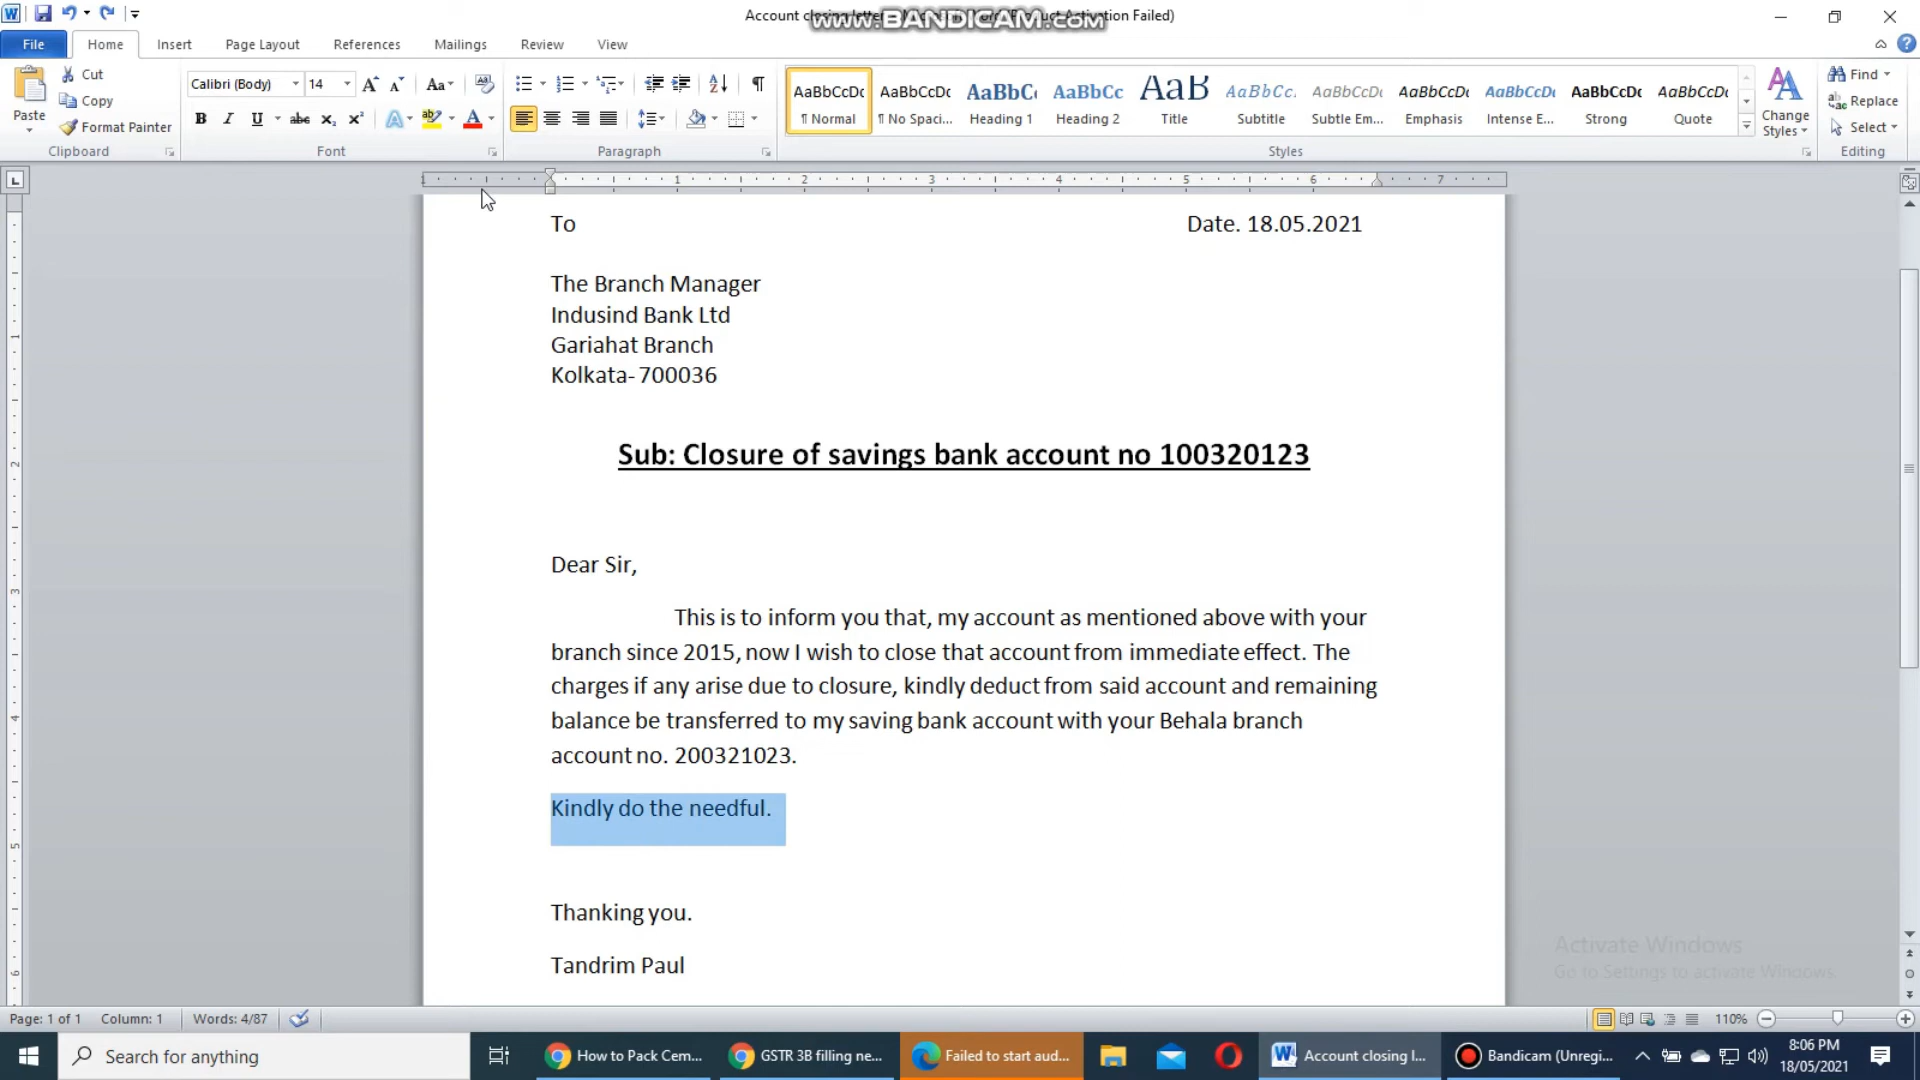 Account closing letter
(Product Activation Failed)
www.BANDICAM.com
File Home Insert Page Layout References Mailings Review View
Paste
Cut
Copy
Format Painter
Clipboard
Calibri (Body) 14
Font
Paragraph
AaBbCcDc AaBbCcDc AaBbC AaBbCc AaB AaBbCc. AaBbCcDc AaBbCcDc AaBbCcDc AaBbCcDc AaBbCcDc
¶ Normal ¶ No Spaci... Heading 1 Heading 2 Title Subtitle Subtle Em... Emphasis Intense E... Strong Quote
Styles
Change Styles
Find
Replace
Select
Editing
To Date. 18.05.2021
The Branch Manager
Indusind Bank Ltd
Gariahat Branch
Kolkata- 700036
Sub: Closure of savings bank account no 100320123
Dear Sir,
This is to inform you that, my account as mentioned above with your
branch since 2015, now I wish to close that account from immediate effect. The
charges if any arise due to closure, kindly deduct from said account and remaining
balance be transferred to my saving bank account with your Behala branch
account no. 200321023.
Kindly do the needful.
Thanking you.
Tandrim Paul
Activate Windows
Go to Settings to activate Windows.
Page: 1 of 1 Column: 1 Words: 4/87 110%
Search for anything
How to Pack Cem...
GSTR 3B filling ne...
Failed to start aud...
Account closing l...
Bandicam (Unregi...
8:06 PM
18/05/2021